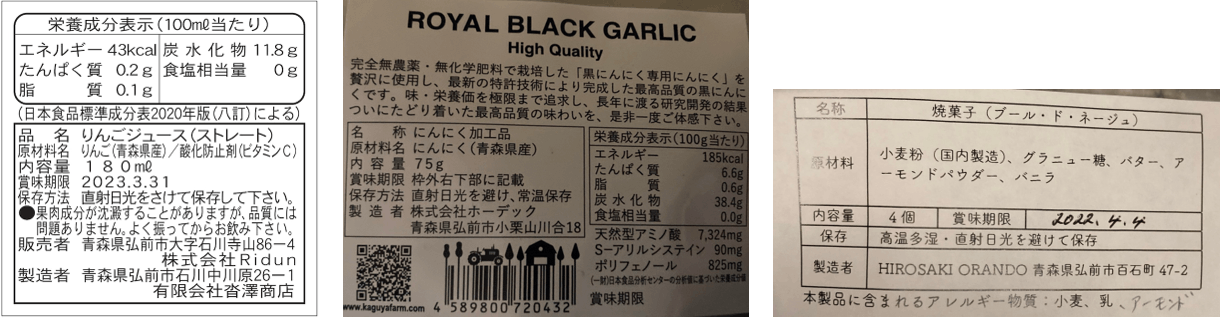 栄養成分表示(100mℓ当たり)
エネルギー 43kcal 炭水化物 11.8g
たんぱく質 0.2g 食塩相当量 0g
脂質 0.1g
(日本食品標準成分表2020年版(八訂)による)
品名 りんごジュース(ストレート)
原材料名 りんご(青森県産)/酸化防止剤(ビタミンC)
内容量 180mℓ
賞味期限 2023.3.31
保存方法 直射日光をさけて保存して下さい。
●果肉成分が沈澱することがありますが、品質には
問題ありません。よく振ってからお飲み下さい。
販売者 青森県弘前市大字石川寺山86−4
株式会社Ridun
製造者 青森県弘前市石川中川原26−1
有限会社沓澤商店
ROYAL BLACK GARLIC
High Quality
完全無農薬・無化学肥料で栽培した「黒にんにく専用にんにく」を
贅沢に使用し、最新の特許技術により完成した最高品質の黒にんに
くです。味・栄養価を極限まで追求し、長年に渡る研究開発の結果
ついにたどり着いた最高品質の味わいを、是非一度ご体感下さい。
名称 にんにく加工品
原材料名 にんにく(青森県産)
内容量 75g
賞味期限 枠外右下部に記載
保存方法 直射日光を避け、常温保存
製造者 株式会社ホーデック
青森県弘前市小栗山川合18
栄養成分表示(100g当たり)
エネルギー 185kcal
たんぱく質 6.6g
脂質 0.6g
炭水化物 38.4g
食塩相当量 0.0g
天然型アミノ酸 7,324mg
S−アリルシステイン 90mg
ポリフェノール 825mg
(一財)日本食品分析センターの分析値に基づいた栄養成分値
賞味期限
www.kaguyafarm.com
4 589800 720432
名称 焼菓子(ブール・ド・ネージュ)
原材料 小麦粉(国内製造)、グラニュー糖、バター、ア
ーモンドパウダー、バニラ
内容量 4個 賞味期限 2022.4.4
保存 高温多湿・直射日光を避けて保存
製造者 HIROSAKI ORANDO 青森県弘前市百石町47-2
本製品に含まれるアレルギー物質:小麦、乳、アーモンド